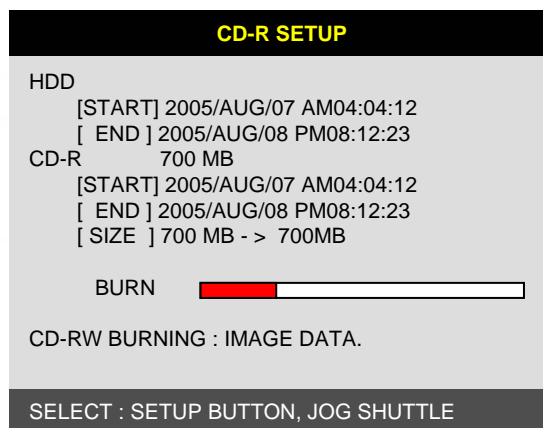 CD-R SETUP
HDD
[START] 2005/AUG/07 AM04:04:12
[ END ] 2005/AUG/08 PM08:12:23
CD-R 700 MB
[START] 2005/AUG/07 AM04:04:12
[ END ] 2005/AUG/08 PM08:12:23
[ SIZE ] 700 MB - > 700MB
BURN
CD-RW BURNING : IMAGE DATA.
SELECT : SETUP BUTTON, JOG SHUTTLE